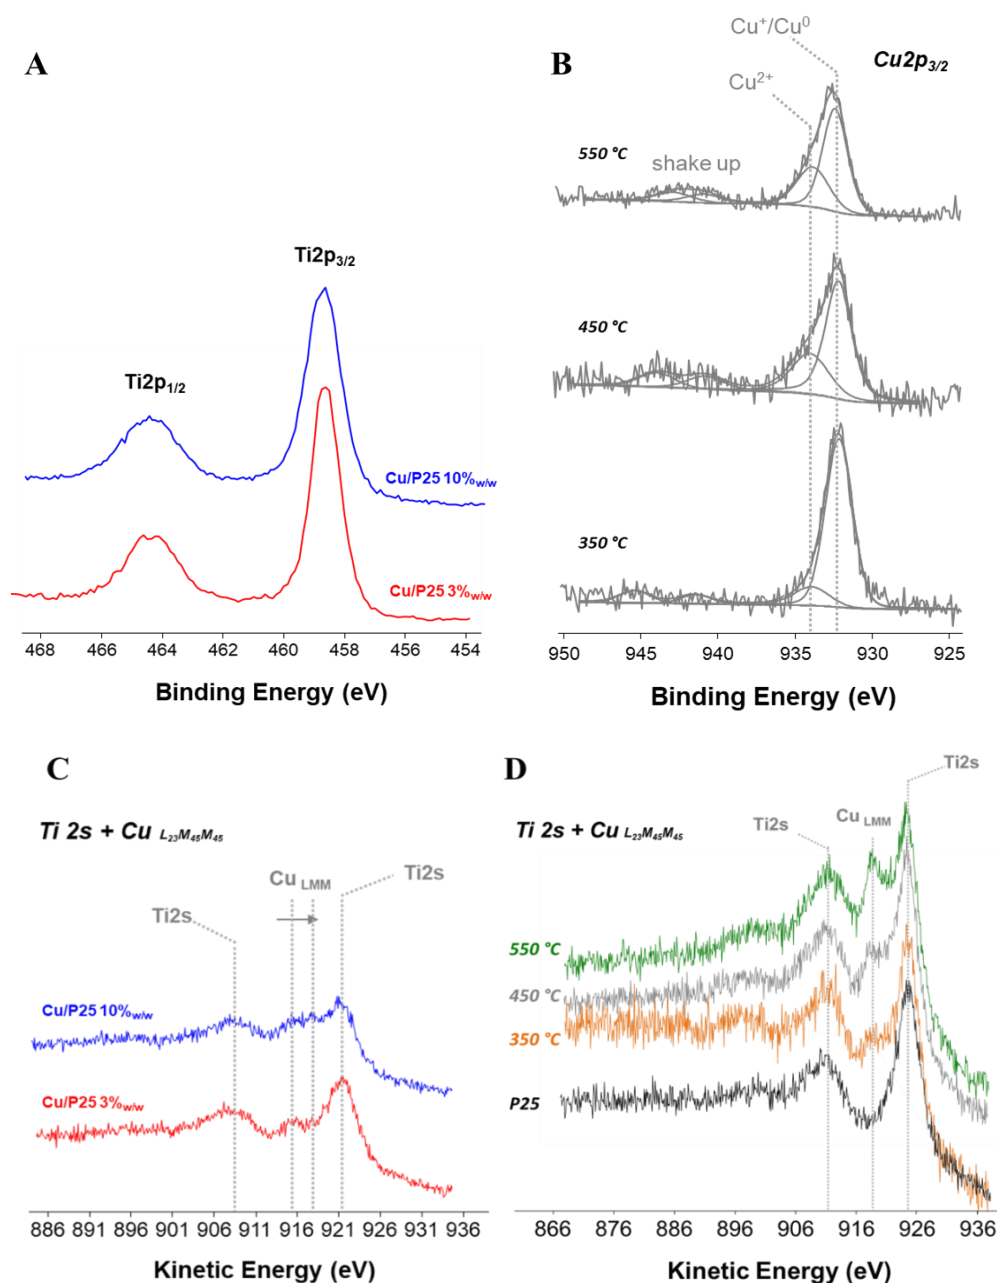 A
Ti2p3/2
Ti2p1/2
Cu/P25 10%w/w
Cu/P25 3%w/w
468 466 464 462 460 458 456 454
Binding Energy (eV)
B
Cu⁺/Cu⁰
Cu2p3/2
Cu²⁺
550 °C
shake up
450 °C
350 °C
950 945 940 935 930 925
Binding Energy (eV)
C
Ti 2s + Cu L23M45M45
Cu LMM
Ti2s
Ti2s
Cu/P25 10%w/w
Cu/P25 3%w/w
886 891 896 901 906 911 916 921 926 931 936
Kinetic Energy (eV)
D
Ti2s
Ti 2s + Cu L23M45M45
Ti2s
Cu LMM
550 °C
450 °C
350 °C
P25
866 876 886 896 906 916 926 936
Kinetic Energy (eV)